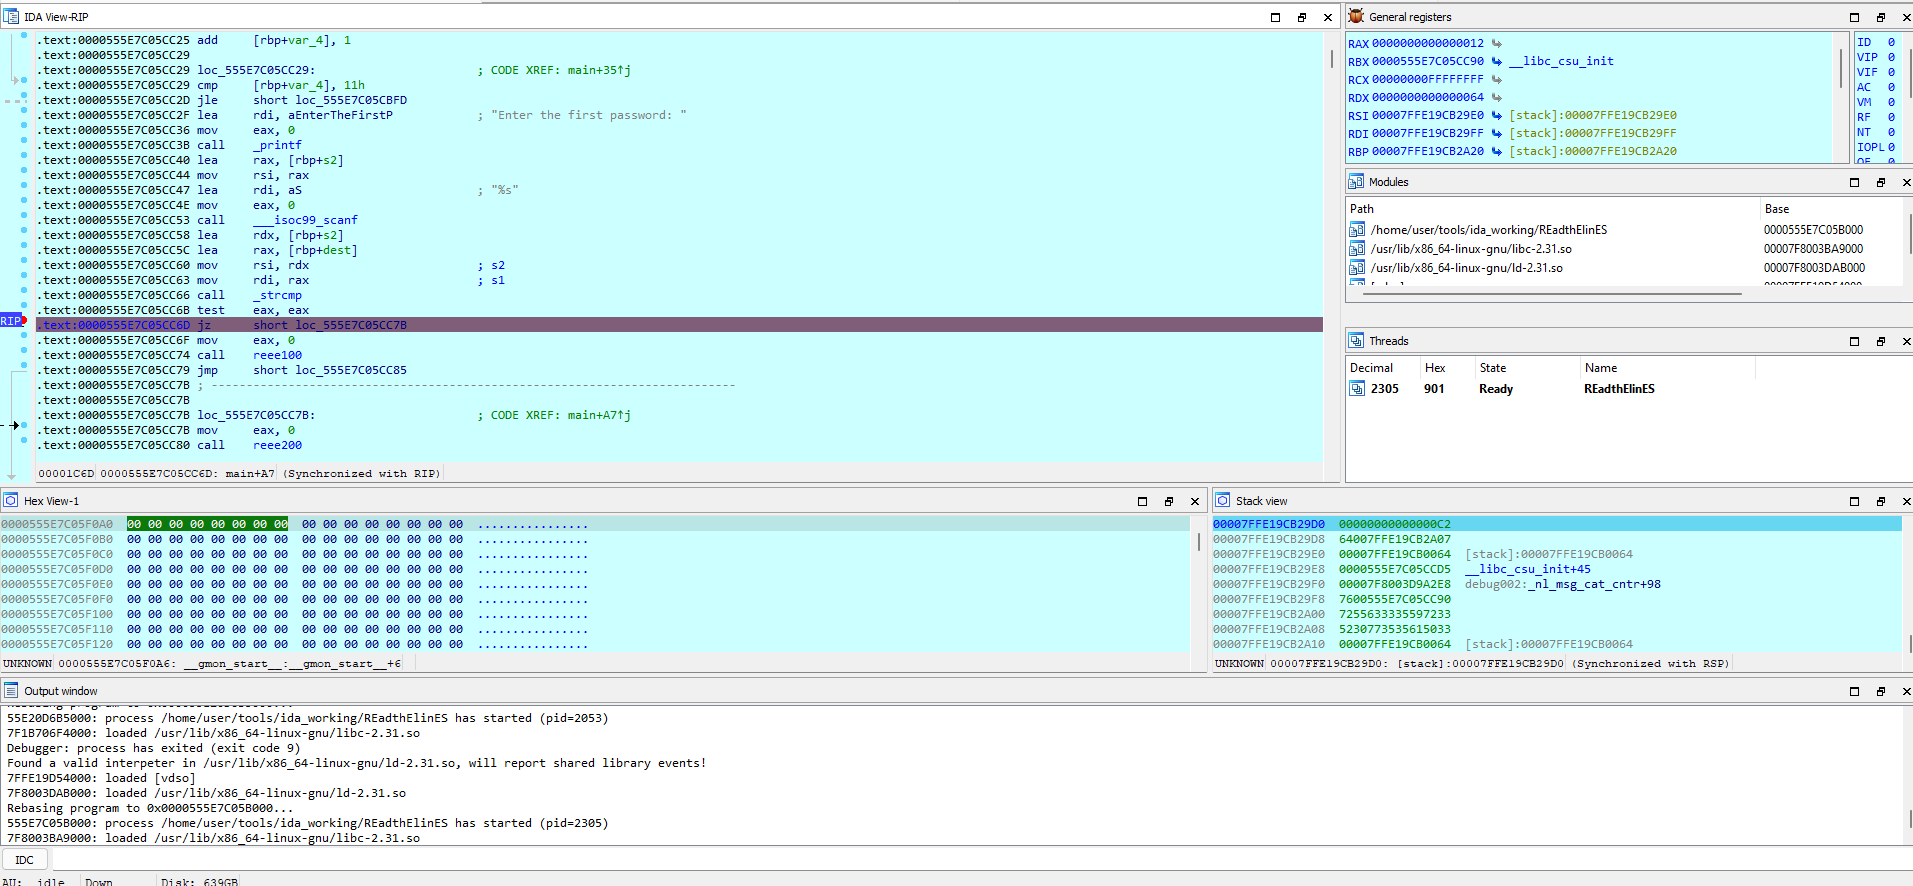 IDA View-RIP
.text:0000555E7C05CC25 add     [rbp+var_4], 1
.text:0000555E7C05CC29
.text:0000555E7C05CC29 loc_555E7C05CC29:                       ; CODE XREF: main+35↑j
.text:0000555E7C05CC29 cmp     [rbp+var_4], 11h
.text:0000555E7C05CC2D jle     short loc_555E7C05CBFD
.text:0000555E7C05CC2F lea     rdi, aEnterTheFirstP            ; "Enter the first password: "
.text:0000555E7C05CC36 mov     eax, 0
.text:0000555E7C05CC3B call    _printf
.text:0000555E7C05CC40 lea     rax, [rbp+s2]
.text:0000555E7C05CC44 mov     rsi, rax
.text:0000555E7C05CC47 lea     rdi, aS                         ; "%s"
.text:0000555E7C05CC4E mov     eax, 0
.text:0000555E7C05CC53 call    ___isoc99_scanf
.text:0000555E7C05CC58 lea     rdx, [rbp+s2]
.text:0000555E7C05CC5C lea     rax, [rbp+dest]
.text:0000555E7C05CC60 mov     rsi, rdx                        ; s2
.text:0000555E7C05CC63 mov     rdi, rax                        ; s1
.text:0000555E7C05CC66 call    _strcmp
.text:0000555E7C05CC6B test    eax, eax
RIP .text:0000555E7C05CC6D jz      short loc_555E7C05CC7B
.text:0000555E7C05CC6F mov     eax, 0
.text:0000555E7C05CC74 call    reee100
.text:0000555E7C05CC79 jmp     short loc_555E7C05CC85
.text:0000555E7C05CC7B ; ---------------------------------------------------------------------------
.text:0000555E7C05CC7B
.text:0000555E7C05CC7B loc_555E7C05CC7B:                       ; CODE XREF: main+A7↑j
.text:0000555E7C05CC7B mov     eax, 0
.text:0000555E7C05CC80 call    reee200
00001C6D 0000555E7C05CC6D: main+A7 (Synchronized with RIP)
General registers
RAX 0000000000000012
RBX 0000555E7C05CC90 __libc_csu_init
RCX 00000000FFFFFFFF
RDX 0000000000000064
RSI 00007FFE19CB29E0 [stack]:00007FFE19CB29E0
RDI 00007FFE19CB29FF [stack]:00007FFE19CB29FF
RBP 00007FFE19CB2A20 [stack]:00007FFE19CB2A20
ID 0
VIP 0
VIF 0
AC 0
VM 0
RF 0
NT 0
IOPL 0
Modules
Path Base
/home/user/tools/ida_working/REadthElinES 0000555E7C05B000
/usr/lib/x86_64-linux-gnu/libc-2.31.so 00007F8003BA9000
/usr/lib/x86_64-linux-gnu/ld-2.31.so 00007F8003DAB000
Threads
Decimal Hex State Name
2305 901 Ready REadthElinES
Hex View-1
0000555E7C05F0A0  00 00 00 00 00 00 00 00  00 00 00 00 00 00 00 00  ................
0000555E7C05F0B0  00 00 00 00 00 00 00 00  00 00 00 00 00 00 00 00  ................
0000555E7C05F0C0  00 00 00 00 00 00 00 00  00 00 00 00 00 00 00 00  ................
0000555E7C05F0D0  00 00 00 00 00 00 00 00  00 00 00 00 00 00 00 00  ................
0000555E7C05F0E0  00 00 00 00 00 00 00 00  00 00 00 00 00 00 00 00  ................
0000555E7C05F0F0  00 00 00 00 00 00 00 00  00 00 00 00 00 00 00 00  ................
0000555E7C05F100  00 00 00 00 00 00 00 00  00 00 00 00 00 00 00 00  ................
0000555E7C05F110  00 00 00 00 00 00 00 00  00 00 00 00 00 00 00 00  ................
0000555E7C05F120  00 00 00 00 00 00 00 00  00 00 00 00 00 00 00 00  ................
UNKNOWN 0000555E7C05F0A6: __gmon_start__:__gmon_start__+6
Stack view
00007FFE19CB29D0  00000000000000C2
00007FFE19CB29D8  64007FFE19CB2A07
00007FFE19CB29E0  00007FFE19CB0064  [stack]:00007FFE19CB0064
00007FFE19CB29E8  0000555E7C05CCD5  __libc_csu_init+45
00007FFE19CB29F0  00007F8003D9A2E8  debug002:_nl_msg_cat_cntr+98
00007FFE19CB29F8  7600555E7C05CC90
00007FFE19CB2A00  7255633335597233
00007FFE19CB2A08  5230773535615033
00007FFE19CB2A10  00007FFE19CB0064  [stack]:00007FFE19CB0064
UNKNOWN 00007FFE19CB29D0: [stack]:00007FFE19CB29D0 (Synchronized with RSP)
Output window
55E20D6B5000: process /home/user/tools/ida_working/REadthElinES has started (pid=2053)
7F1B706F4000: loaded /usr/lib/x86_64-linux-gnu/libc-2.31.so
Debugger: process has exited (exit code 9)
Found a valid interpeter in /usr/lib/x86_64-linux-gnu/ld-2.31.so, will report shared library events!
7FFE19D54000: loaded [vdso]
7F8003DAB000: loaded /usr/lib/x86_64-linux-gnu/ld-2.31.so
Rebasing program to 0x0000555E7C05B000...
555E7C05B000: process /home/user/tools/ida_working/REadthElinES has started (pid=2305)
7F8003BA9000: loaded /usr/lib/x86_64-linux-gnu/libc-2.31.so
IDC
AU: idle Down Disk: 639GB